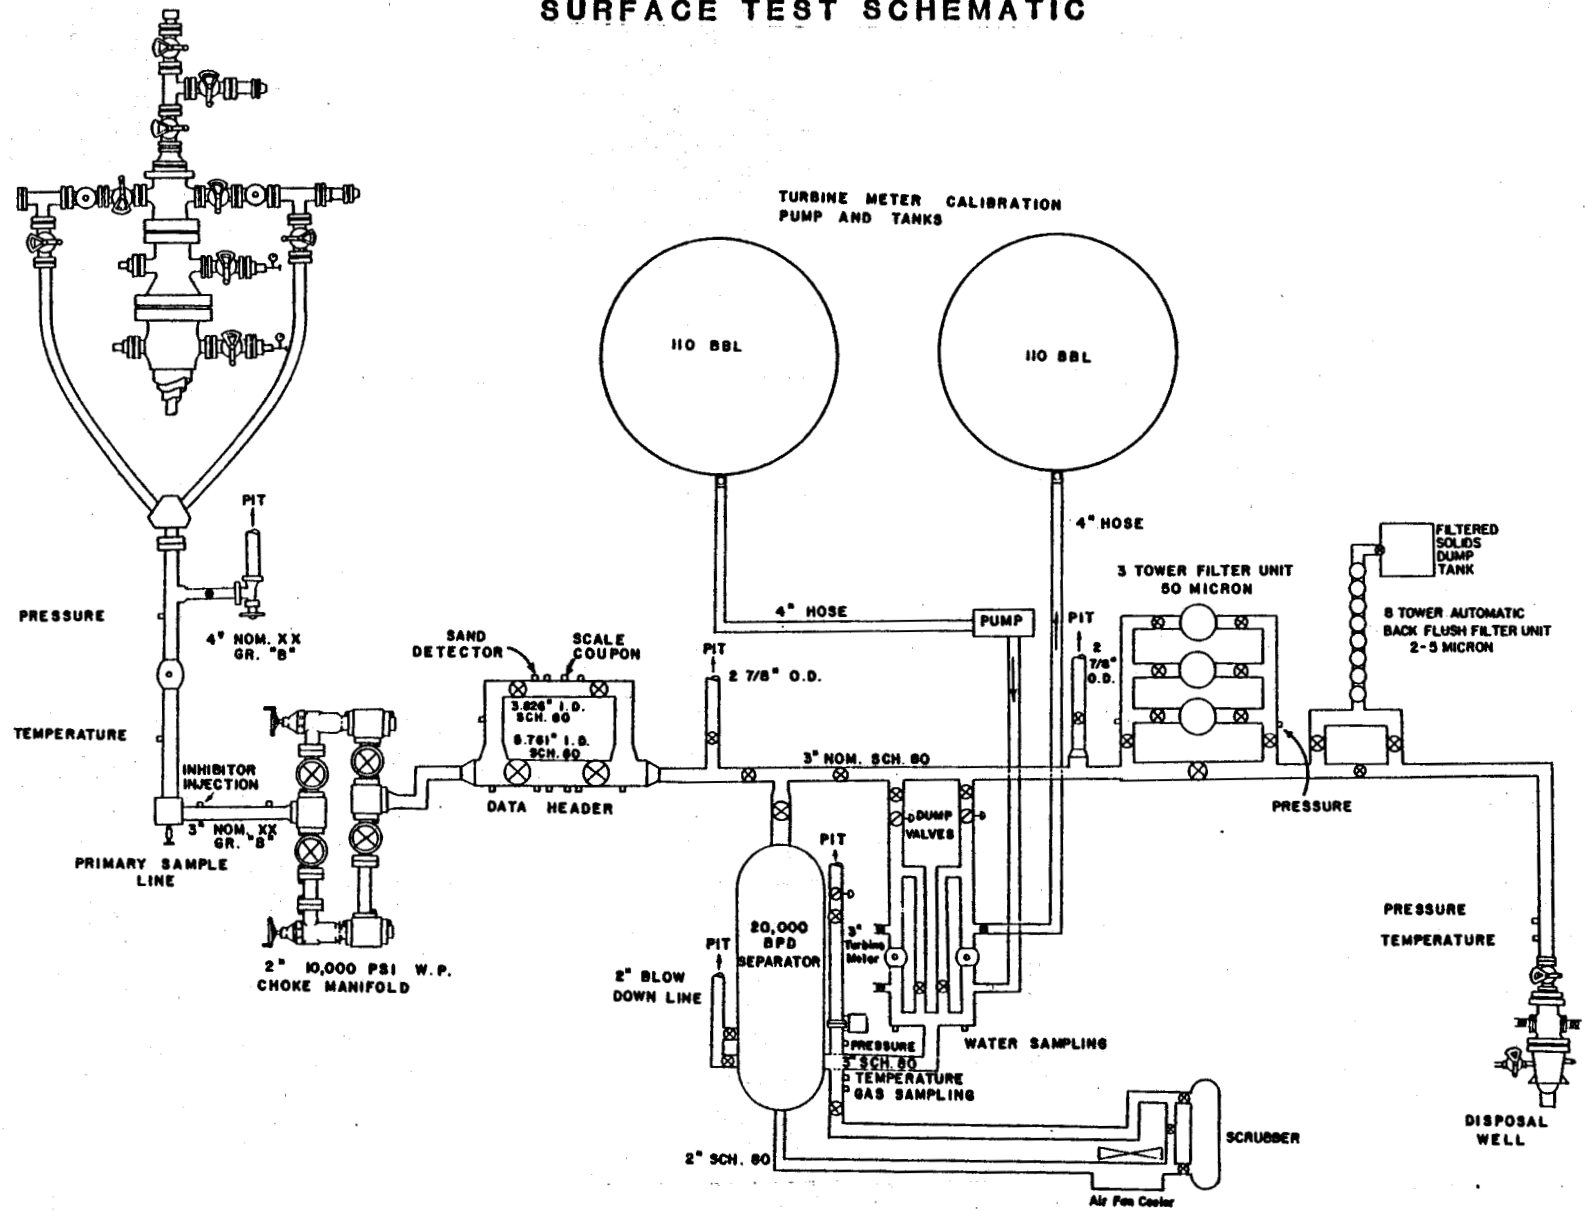 SURFACE TEST SCHEMATIC
TURBINE METER CALIBRATION
PUMP AND TANKS
110 BBL
110 BBL
PIT
4" HOSE
FILTERED
SOLIDS
DUMP
TANK
3 TOWER FILTER UNIT
50 MICRON
PRESSURE
4" NOM. XX
GR. "B"
4" HOSE
PUMP
PIT
8 TOWER AUTOMATIC
BACK FLUSH FILTER UNIT
2-5 MICRON
SAND
DETECTOR
SCALE
COUPON
PIT
2 7/8" O.D.
2
7/8"
O.D.
3.826" I.D.
SCH. 80
5.761" I.D.
SCH. 80
TEMPERATURE
INHIBITOR
INJECTION
3" NOM. SCH. 80
DATA HEADER
PRESSURE
3" NOM. XX
GR. "B"
DUMP
VALVES
PIT
PRIMARY SAMPLE
LINE
20,000
BPD
SEPARATOR
3"
Turbine
Meter
PRESSURE
TEMPERATURE
PIT
2" 10,000 PSI W.P.
CHOKE MANIFOLD
2" BLOW
DOWN LINE
WATER SAMPLING
PRESSURE
3" SCH. 80
TEMPERATURE
GAS SAMPLING
SCRUBBER
DISPOSAL
WELL
2" SCH. 80
Air Fan Cooler